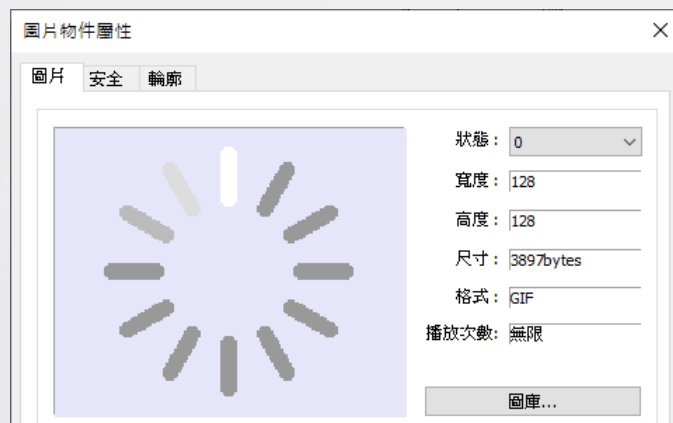 圖片物件屬性
圖片 安全 輪廓
狀態： 0
寬度： 128
高度： 128
尺寸： 3897bytes
格式： GIF
播放次數: 無限
圖庫...